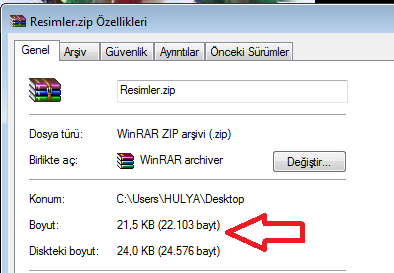 Resimler.zip Özellikleri
Genel Arşiv Güvenlik Ayrıntılar Önceki Sürümler
Resimler.zip
Dosya türü: WinRAR ZIP arşivi (.zip)
Birlikte aç: WinRAR archiver Değiştir...
Konum: C:\Users\HULYA\Desktop
Boyut: 21,5 KB (22.103 bayt)
Diskteki boyut: 24,0 KB (24.576 bayt)